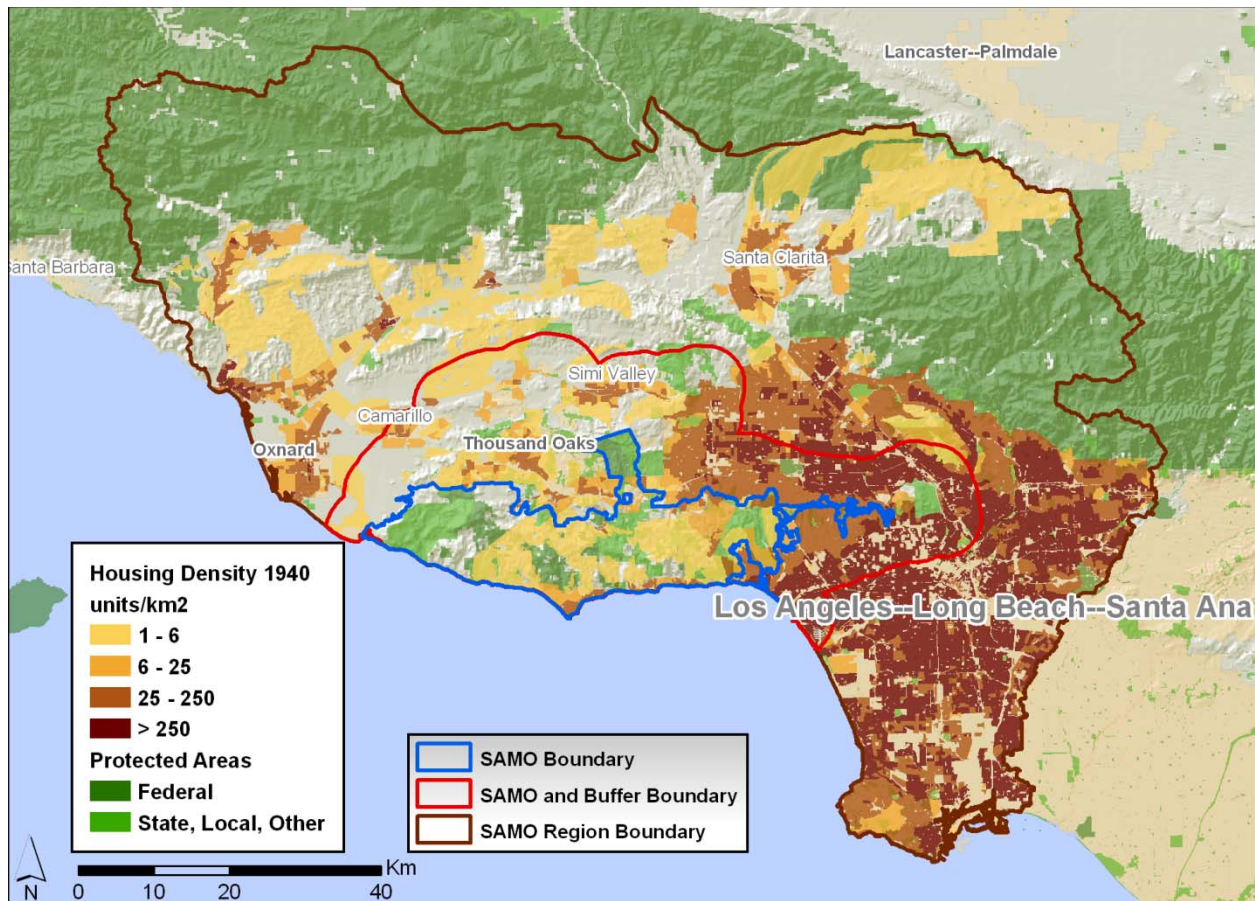 Lancaster--Palmdale
Santa Barbara
Santa Clarita
Simi Valley
Camarillo
Thousand Oaks
Oxnard
Los Angeles--Long Beach--Santa Ana
Housing Density 1940
units/km2
1 - 6
6 - 25
25 - 250
> 250
Protected Areas
Federal
State, Local, Other
SAMO Boundary
SAMO and Buffer Boundary
SAMO Region Boundary
N
Km
0 10 20 40